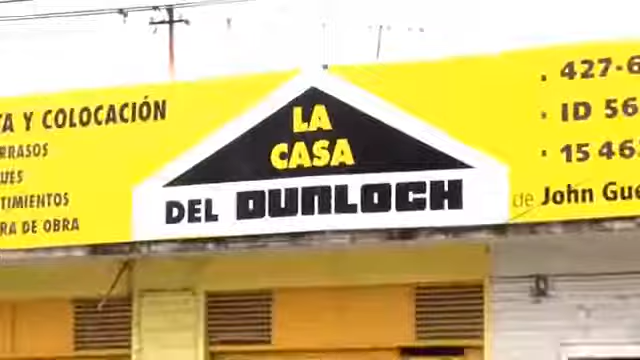 TA Y COLOCACIÓN
RRASOS
QUES
TIMIENTOS
RA DE OBRA
LA
CASA
DEL DURLOCH
. 427-6
· ID 56
· 15 46
de John Gue